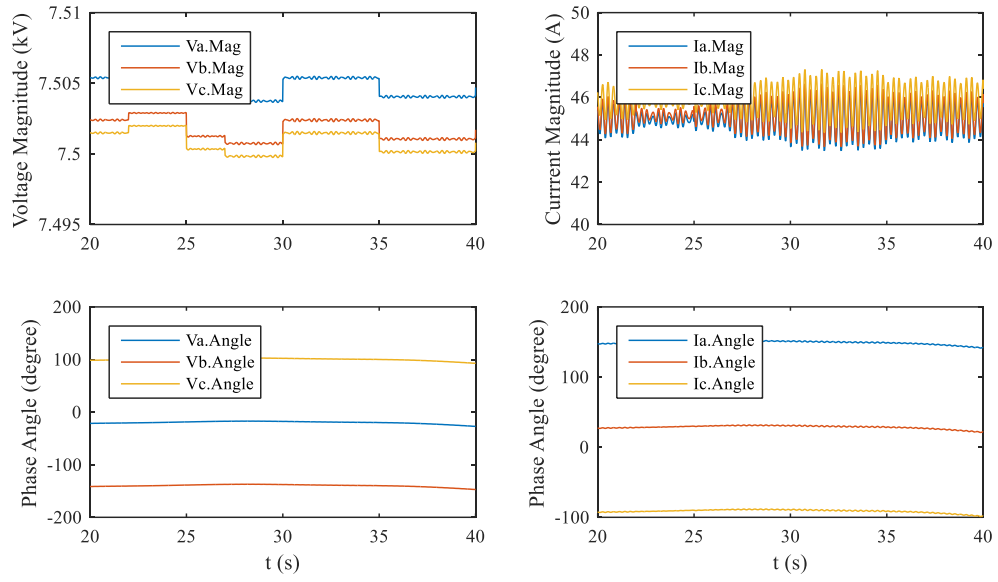 7.51
7.505
7.5
7.495
Voltage Magnitude (kV)
Va.Mag
Vb.Mag
Vc.Mag
20 25 30 35 40
50
48
46
44
42
40
Currrent Magnitude (A)
Ia.Mag
Ib.Mag
Ic.Mag
20 25 30 35 40
200
100
0
-100
-200
Phase Angle (degree)
Va.Angle
Vb.Angle
Vc.Angle
20 25 30 35 40
t (s)
200
150
0
-100
Phase Angle (degree)
Ia.Angle
Ib.Angle
Ic.Angle
20 25 30 35 40
t (s)